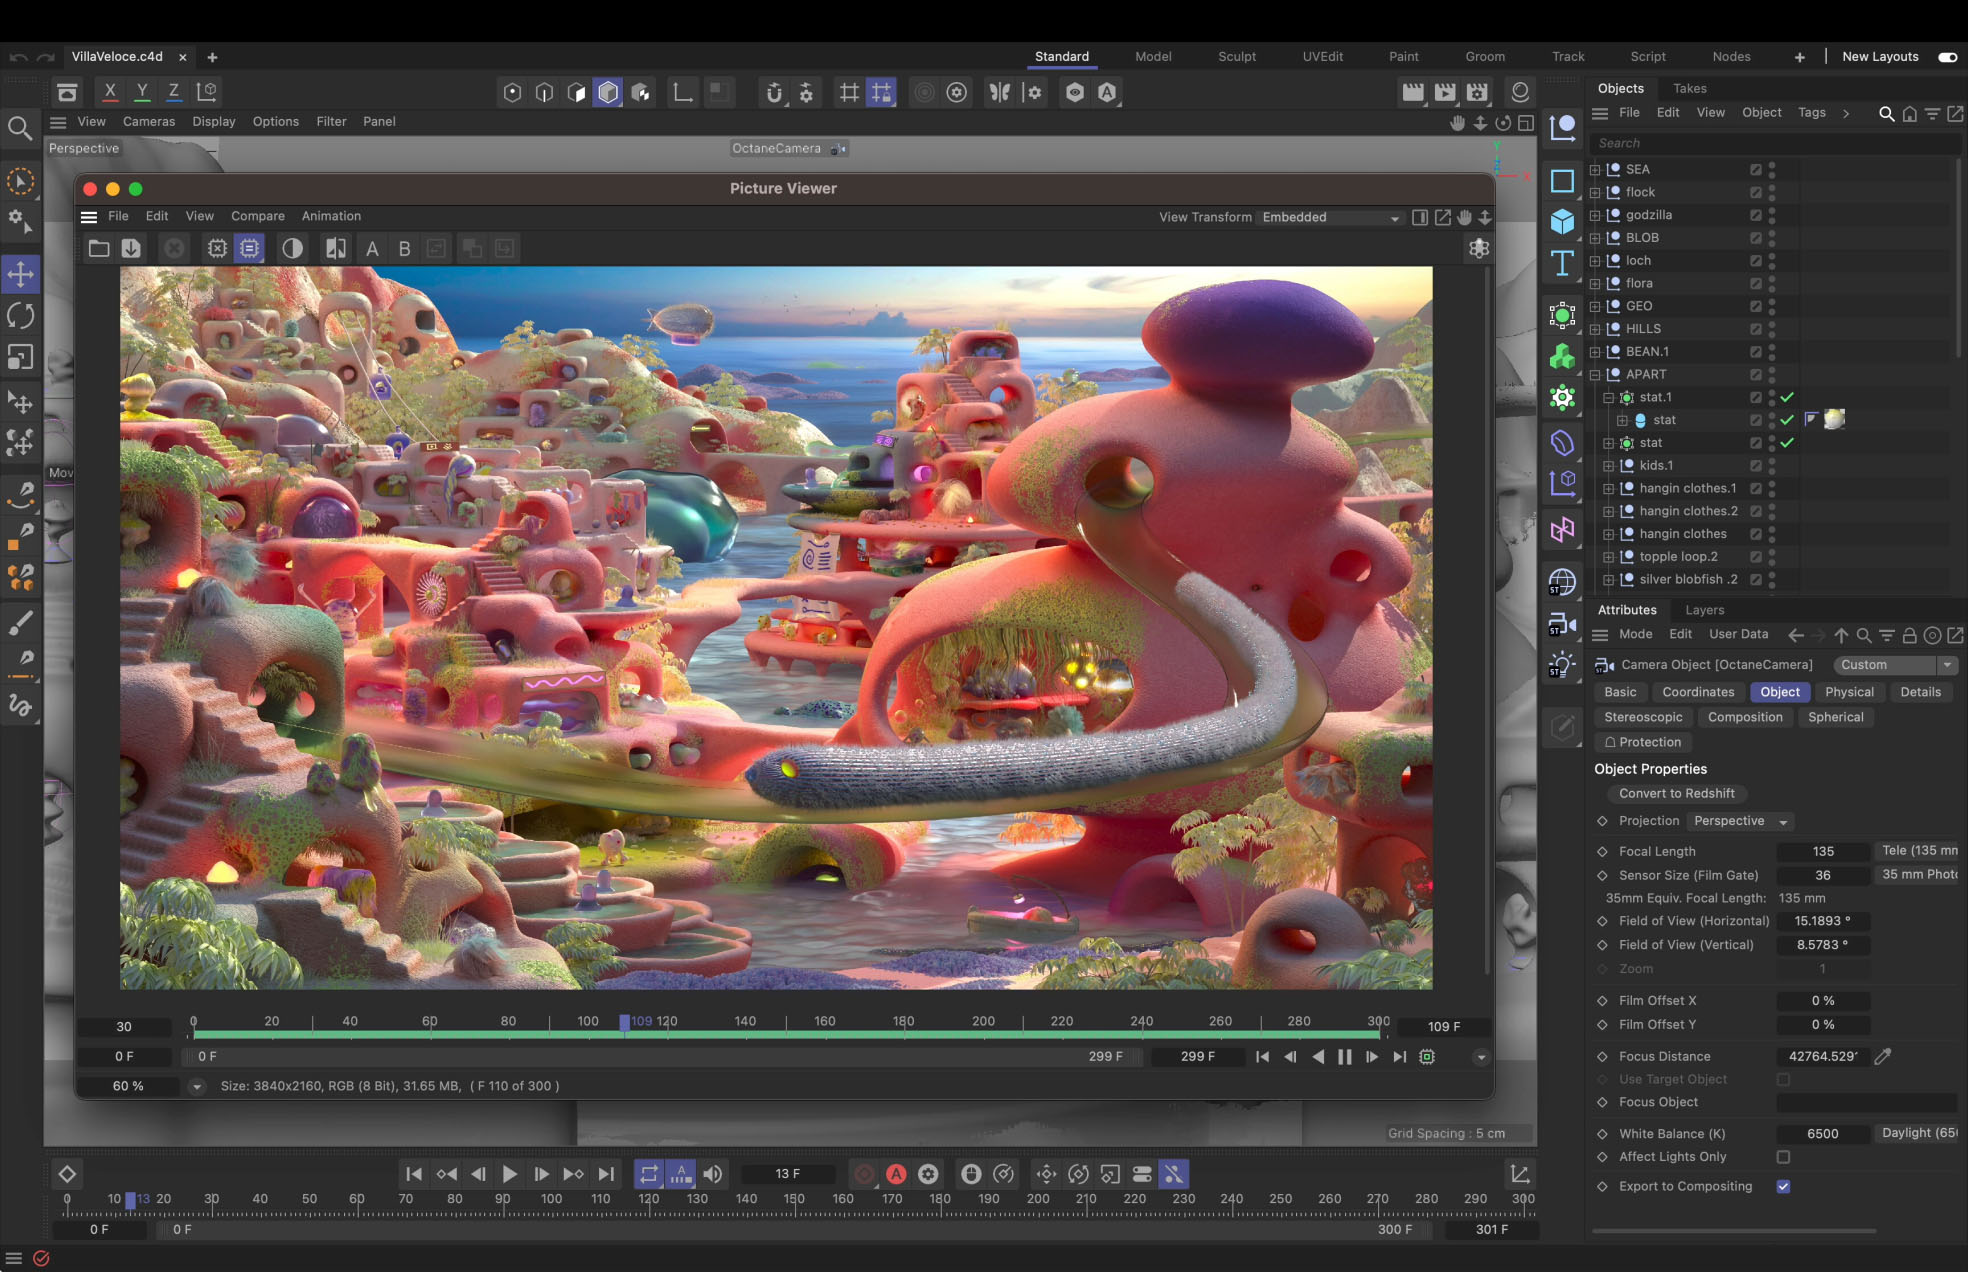 VillaVeloce.c4d
Standard Model Sculpt UVEdit Paint Groom Track Script Nodes New Layouts
X Y Z
View Cameras Display Options Filter Panel
Perspective
OctaneCamera
Y
X
Picture Viewer
File Edit View Compare Animation
View Transform Embedded
A B
Mov
30
0 20 40 60 80 100 109 120 140 160 180 200 220 240 260 280 300
109 F
0 F
0 F
299 F
299 F
60 %
Size: 3840x2160, RGB (8 Bit), 31.65 MB, ( F 110 of 300 )
Grid Spacing : 5 cm
A
13 F
A
0 10 13 20 30 40 50 60 70 80 90 100 110 120 130 140 150 160 170 180 190 200 210 220 230 240 250 260 270 280 290 300
0 F
0 F
300 F
301 F
T
ST
ST
ST
Objects Takes
File Edit View Object Tags
Search
SEA
flock
godzilla
BLOB
loch
flora
GEO
HILLS
BEAN.1
APART
stat.1
stat
stat
kids.1
hangin clothes.1
hangin clothes.2
hangin clothes
topple loop.2
silver blobfish .2
Attributes Layers
Mode Edit User Data
Camera Object [OctaneCamera] Custom
Basic Coordinates Object Physical Details
Stereoscopic Composition Spherical
Protection
Object Properties
Convert to Redshift
Projection Perspective
Focal Length 135 Tele (135 mm
Sensor Size (Film Gate) 36 35 mm Photo
35mm Equiv. Focal Length: 135 mm
Field of View (Horizontal) 15.1893 °
Field of View (Vertical) 8.5783 °
Zoom 1
Film Offset X 0 %
Film Offset Y 0 %
Focus Distance 42764.529
Use Target Object
Focus Object
White Balance (K) 6500 Daylight (650
Affect Lights Only
Export to Compositing